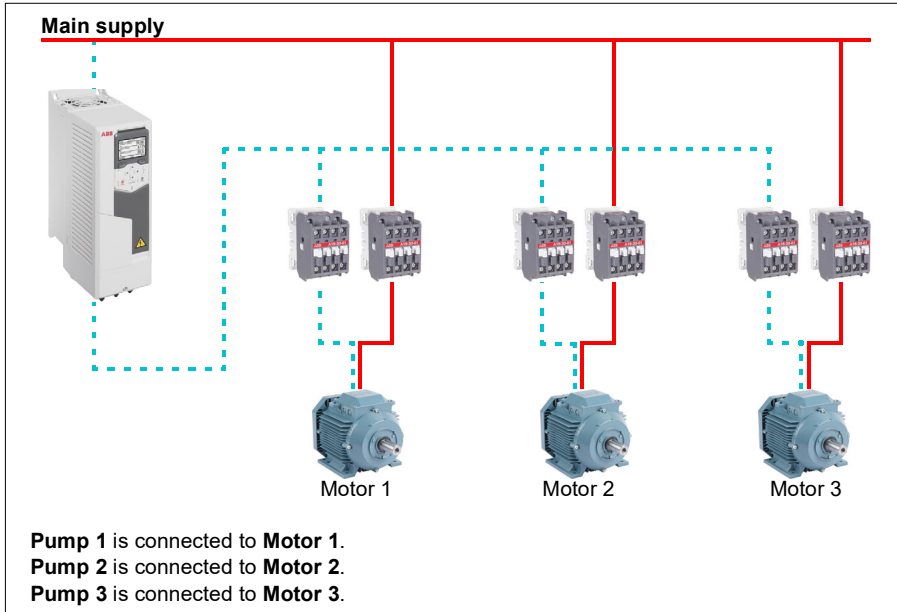 Main supply
ABB
Motor 1
Motor 2
Motor 3
Pump 1 is connected to Motor 1.
Pump 2 is connected to Motor 2.
Pump 3 is connected to Motor 3.